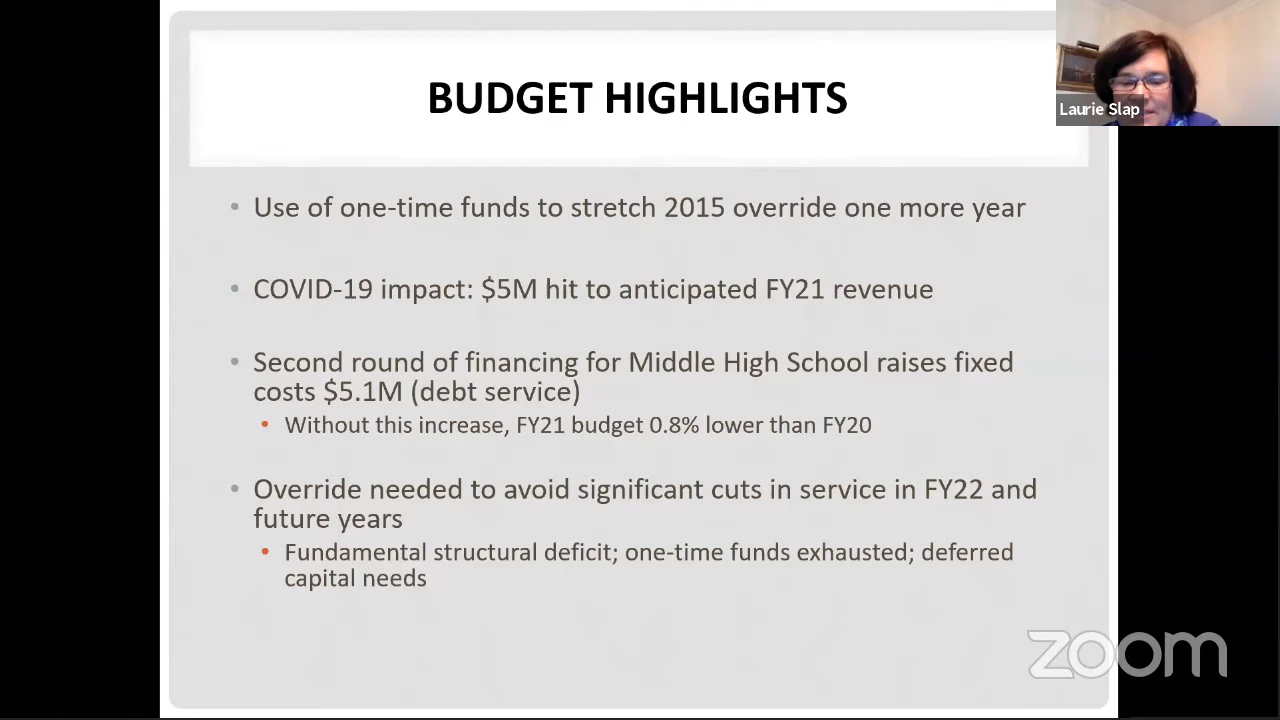 BUDGET HIGHLIGHTS
Laurie Slap
• Use of one-time funds to stretch 2015 override one more year
• COVID-19 impact: $5M hit to anticipated FY21 revenue
• Second round of financing for Middle High School raises fixed
costs $5.1M (debt service)
• Without this increase, FY21 budget 0.8% lower than FY20
• Override needed to avoid significant cuts in service in FY22 and
future years
• Fundamental structural deficit; one-time funds exhausted; deferred
capital needs
zoom